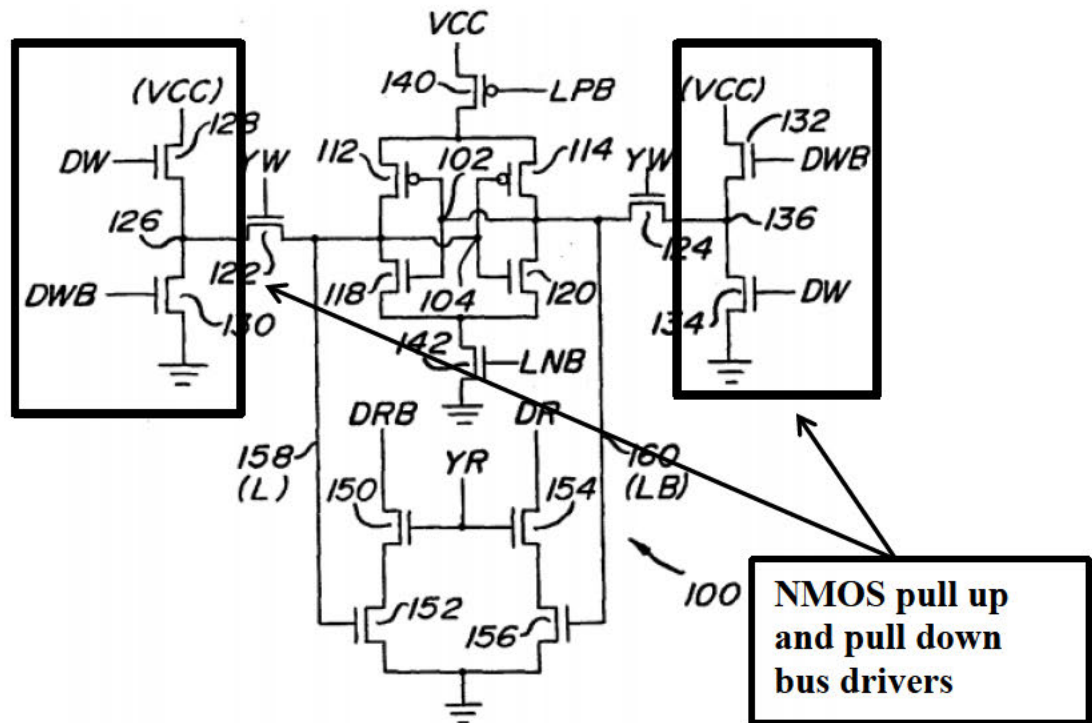 VCC
140
LPB
(VCC)
128
DW
YW
112
102
114
YW
(VCC)
132
DWB
126
122
124
136
DWB
130
118
104
120
134
DW
142
LNB
DRB
DR
158
(L)
YR
160
(LB)
150
154
152
156
100
NMOS pull up
and pull down
bus drivers